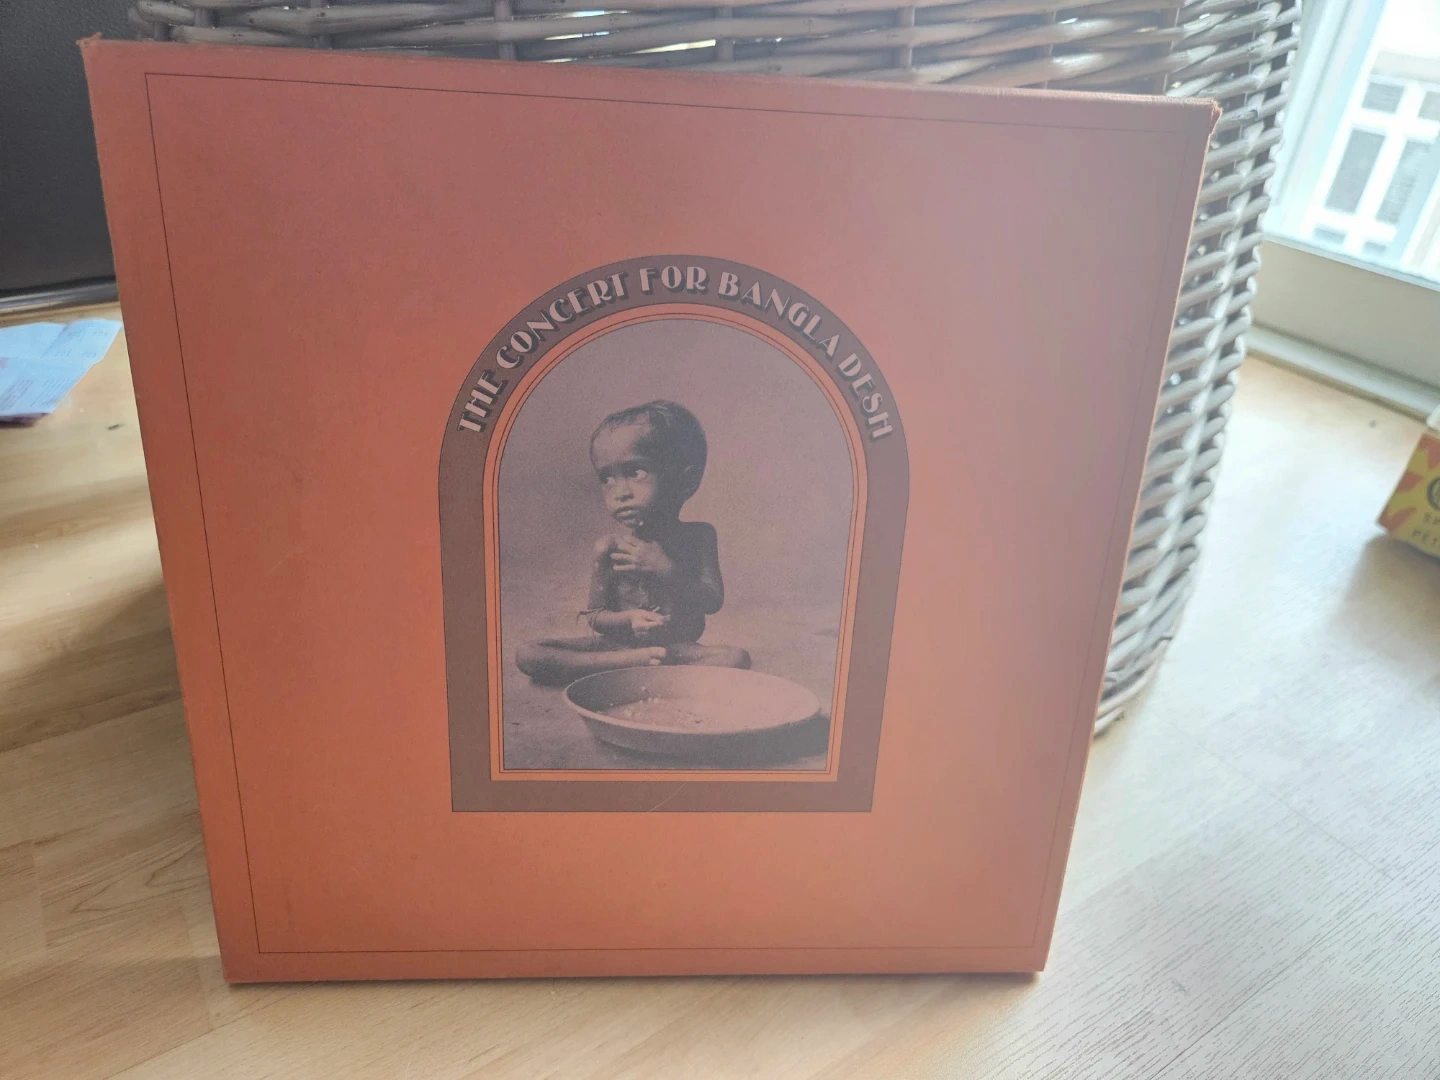 THE CONCERT FOR BANGLA DESH